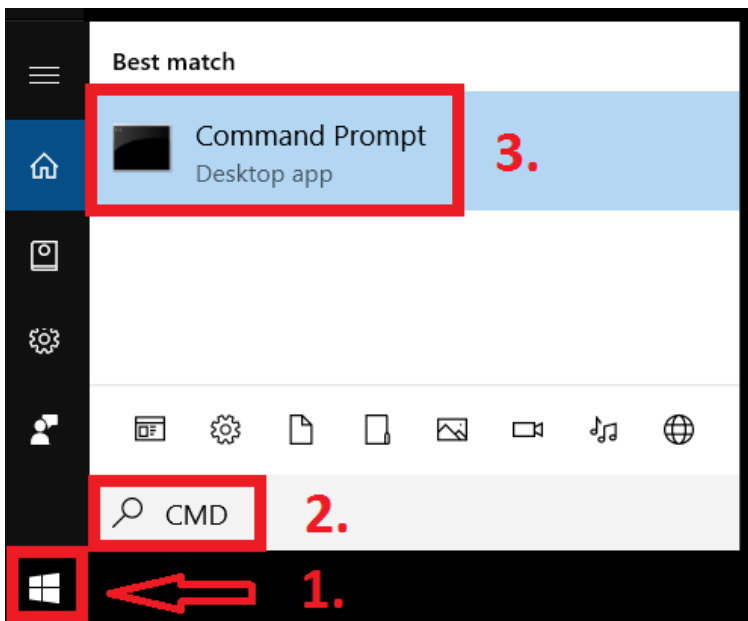 Best match
Command Prompt
Desktop app
3.
CMD
2.
1.